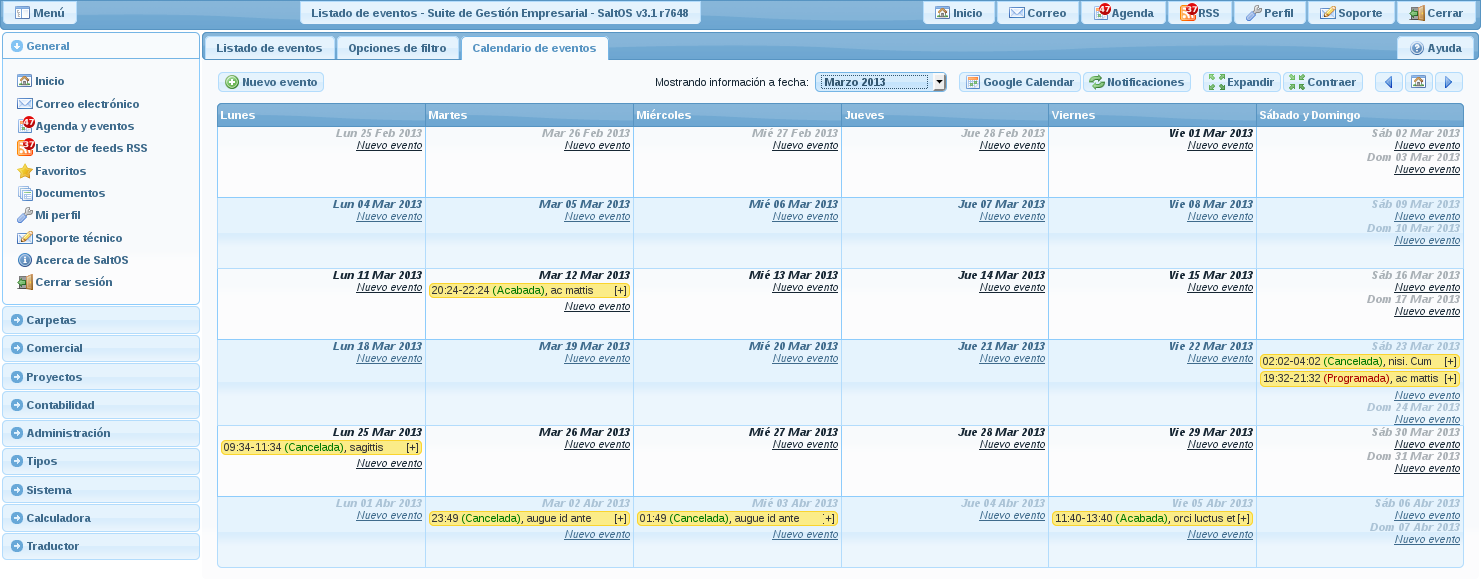 Menú
Listado de eventos - Suite de Gestión Empresarial - SaltOS v3.1 r7648
Inicio
Correo
47
Agenda
37
RSS
Perfil
Soporte
Cerrar
General
Inicio
Correo electrónico
47
Agenda y eventos
37
Lector de feeds RSS
Favoritos
Documentos
Mi perfil
Soporte técnico
Acerca de SaltOS
Cerrar sesión
Carpetas
Comercial
Proyectos
Contabilidad
Administración
Tipos
Sistema
Calculadora
Traductor
Listado de eventos
Opciones de filtro
Calendario de eventos
Ayuda
Nuevo evento
Mostrando información a fecha:
Marzo 2013
Google Calendar
Notificaciones
Expandir
Contraer
Lunes
Martes
Miércoles
Jueves
Viernes
Sábado y Domingo
Lun 25 Feb 2013
Nuevo evento
Mar 26 Feb 2013
Nuevo evento
Mié 27 Feb 2013
Nuevo evento
Jue 28 Feb 2013
Nuevo evento
Vie 01 Mar 2013
Nuevo evento
Sáb 02 Mar 2013
Nuevo evento
Dom 03 Mar 2013
Nuevo evento
Lun 04 Mar 2013
Nuevo evento
Mar 05 Mar 2013
Nuevo evento
Mié 06 Mar 2013
Nuevo evento
Jue 07 Mar 2013
Nuevo evento
Vie 08 Mar 2013
Nuevo evento
Sáb 09 Mar 2013
Nuevo evento
Dom 10 Mar 2013
Nuevo evento
Lun 11 Mar 2013
Nuevo evento
Mar 12 Mar 2013
20:24-22:24 (Acabada), ac mattis [+]
Nuevo evento
Mié 13 Mar 2013
Nuevo evento
Jue 14 Mar 2013
Nuevo evento
Vie 15 Mar 2013
Nuevo evento
Sáb 16 Mar 2013
Nuevo evento
Dom 17 Mar 2013
Nuevo evento
Lun 18 Mar 2013
Nuevo evento
Mar 19 Mar 2013
Nuevo evento
Mié 20 Mar 2013
Nuevo evento
Jue 21 Mar 2013
Nuevo evento
Vie 22 Mar 2013
Nuevo evento
Sáb 23 Mar 2013
02:02-04:02 (Cancelada), nisi. Cum [+]
19:32-21:32 (Programada), ac mattis [+]
Nuevo evento
Dom 24 Mar 2013
Nuevo evento
Lun 25 Mar 2013
09:34-11:34 (Cancelada), sagittis [+]
Nuevo evento
Mar 26 Mar 2013
Nuevo evento
Mié 27 Mar 2013
Nuevo evento
Jue 28 Mar 2013
Nuevo evento
Vie 29 Mar 2013
Nuevo evento
Sáb 30 Mar 2013
Nuevo evento
Dom 31 Mar 2013
Nuevo evento
Lun 01 Abr 2013
Nuevo evento
Mar 02 Abr 2013
23:49 (Cancelada), augue id ante [+]
Nuevo evento
Mié 03 Abr 2013
01:49 (Cancelada), augue id ante [+]
Nuevo evento
Jue 04 Abr 2013
Nuevo evento
Vie 05 Abr 2013
11:40-13:40 (Acabada), orci luctus et [+]
Nuevo evento
Sáb 06 Abr 2013
Nuevo evento
Dom 07 Abr 2013
Nuevo evento